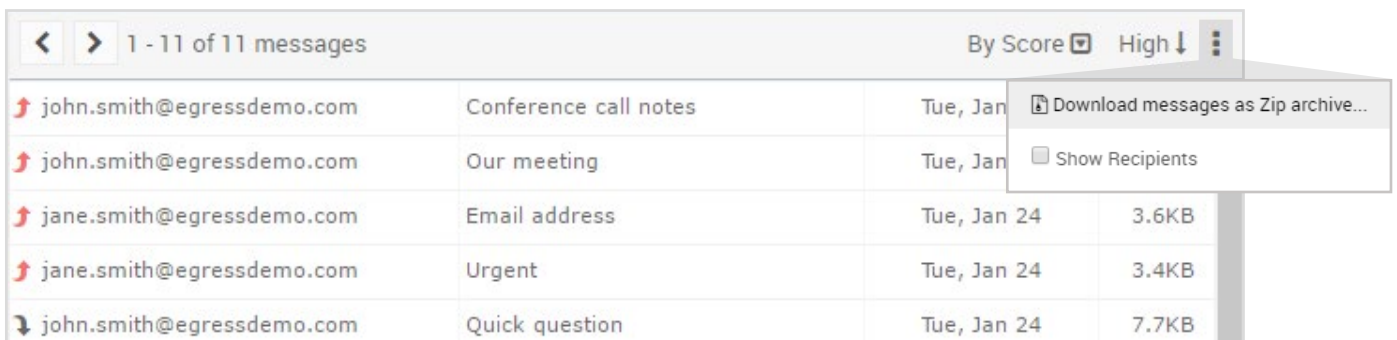 1 - 11 of 11 messages By Score High
john.smith@egressdemo.com Conference call notes Tue, Jan
Download messages as Zip archive...
john.smith@egressdemo.com Our meeting Tue, Jan
Show Recipients
jane.smith@egressdemo.com Email address Tue, Jan 24 3.6KB
jane.smith@egressdemo.com Urgent Tue, Jan 24 3.4KB
john.smith@egressdemo.com Quick question Tue, Jan 24 7.7KB